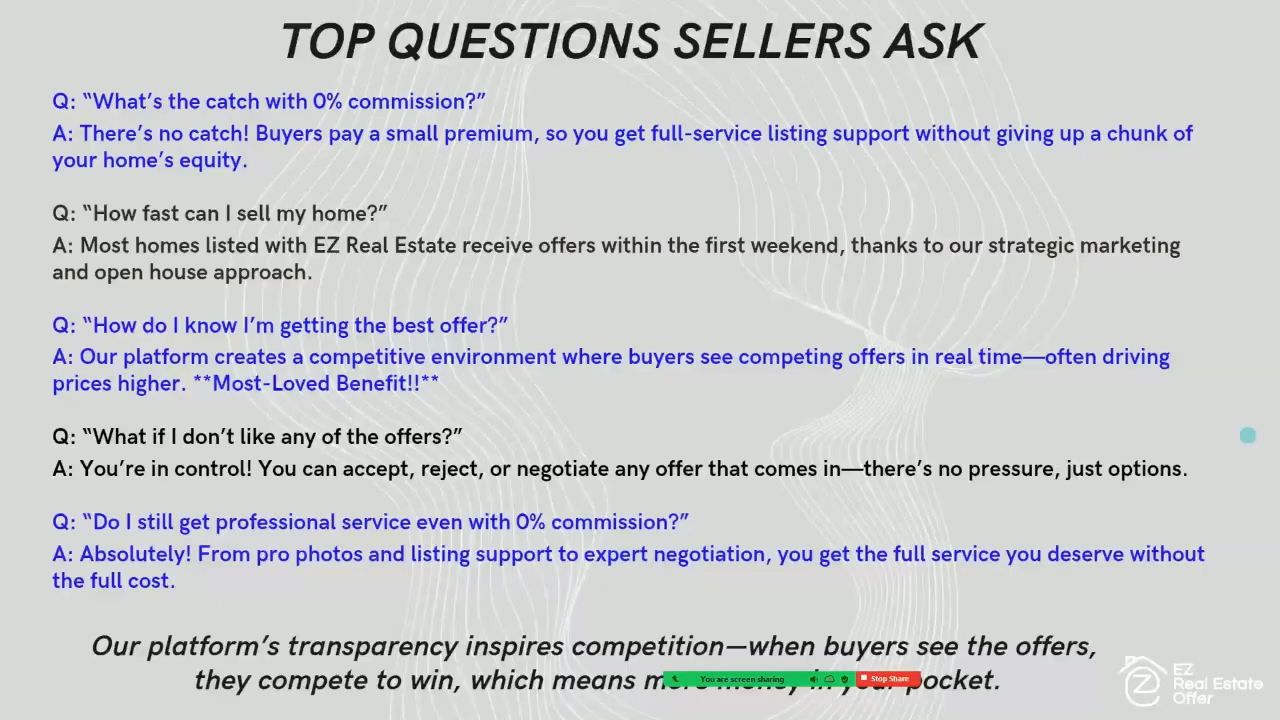 TOP QUESTIONS SELLERS ASK
Q: “What’s the catch with 0% commission?”
A: There’s no catch! Buyers pay a small premium, so you get full-service listing support without giving up a chunk of
your home’s equity.
Q: “How fast can I sell my home?”
A: Most homes listed with EZ Real Estate receive offers within the first weekend, thanks to our strategic marketing
and open house approach.
Q: “How do I know I’m getting the best offer?”
A: Our platform creates a competitive environment where buyers see competing offers in real time—often driving
prices higher. **Most-Loved Benefit!!**
Q: “What if I don’t like any of the offers?”
A: You’re in control! You can accept, reject, or negotiate any offer that comes in—there’s no pressure, just options.
Q: “Do I still get professional service even with 0% commission?”
A: Absolutely! From pro photos and listing support to expert negotiation, you get the full service you deserve without
the full cost.
Our platform’s transparency inspires competition—when buyers see the offers,
they compete to win, which means more money in your pocket.
You are screen sharing
Stop Share
EZ
Real Estate
Offer